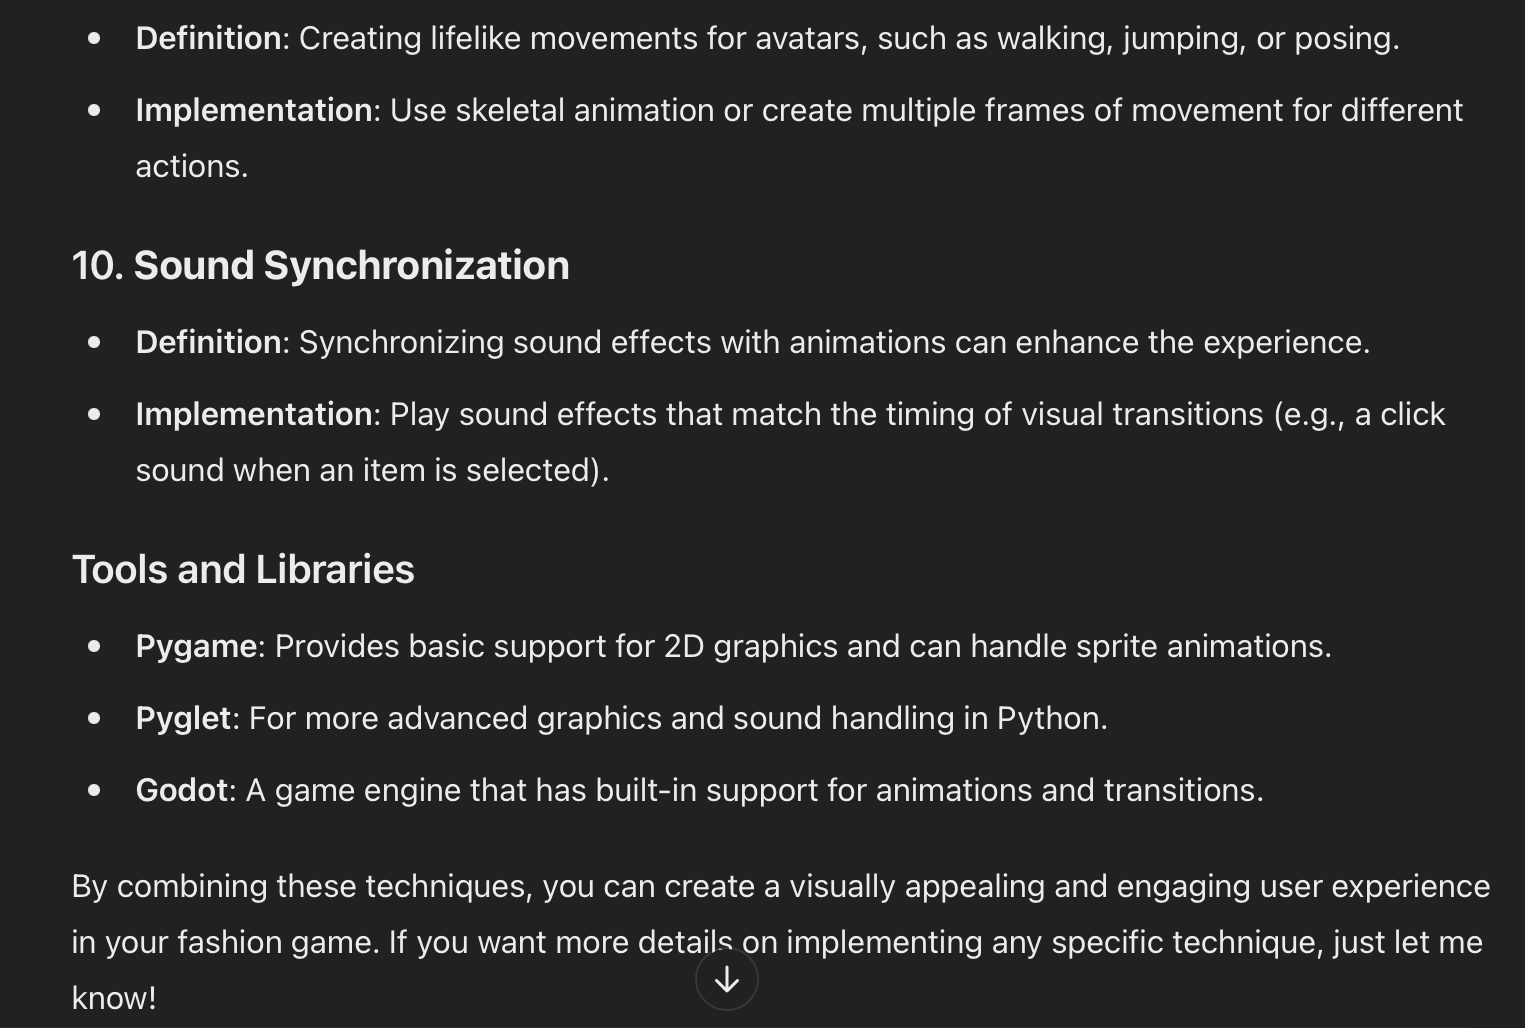 • Definition: Creating lifelike movements for avatars, such as walking, jumping, or posing.
• Implementation: Use skeletal animation or create multiple frames of movement for different
actions.
10. Sound Synchronization
• Definition: Synchronizing sound effects with animations can enhance the experience.
• Implementation: Play sound effects that match the timing of visual transitions (e.g., a click
sound when an item is selected).
Tools and Libraries
• Pygame: Provides basic support for 2D graphics and can handle sprite animations.
• Pyglet: For more advanced graphics and sound handling in Python.
• Godot: A game engine that has built-in support for animations and transitions.
By combining these techniques, you can create a visually appealing and engaging user experience
in your fashion game. If you want more details on implementing any specific technique, just let me
know!